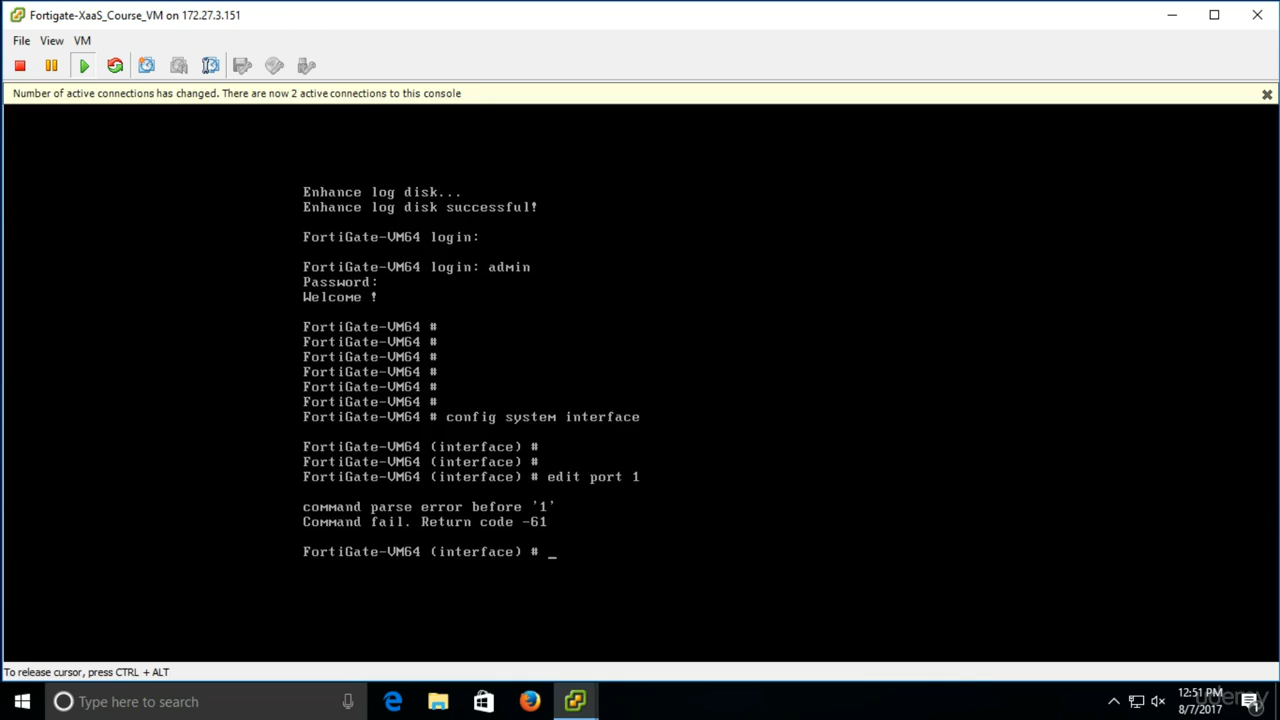 Fortigate-XaaS_Course_VM on 172.27.3.151
File View VM
Number of active connections has changed. There are now 2 active connections to this console
Enhance log disk...
Enhance log disk successful!
FortiGate-VM64 login:
FortiGate-VM64 login: admin
Password:
Welcome !
FortiGate-VM64 #
FortiGate-VM64 #
FortiGate-VM64 #
FortiGate-VM64 #
FortiGate-VM64 #
FortiGate-VM64 #
FortiGate-VM64 # config system interface
FortiGate-VM64 (interface) #
FortiGate-VM64 (interface) #
FortiGate-VM64 (interface) # edit port 1
command parse error before '1'
Command fail. Return code -61
FortiGate-VM64 (interface) # _
To release cursor, press CTRL + ALT
Type here to search
12:51 PM
8/7/2017
udemy
1